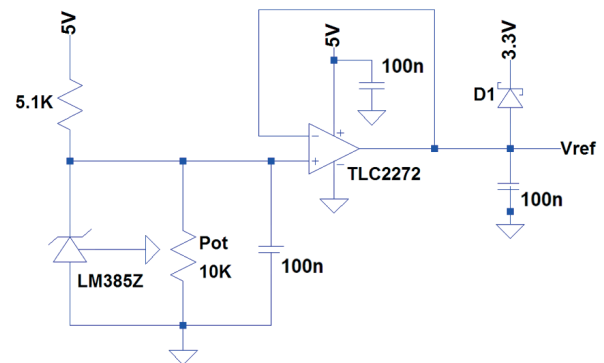 5V
5.1K
LM385Z
Pot
10K
100n
5V
100n
−
+
+
−
TLC2272
3.3V
D1
Vref
100n